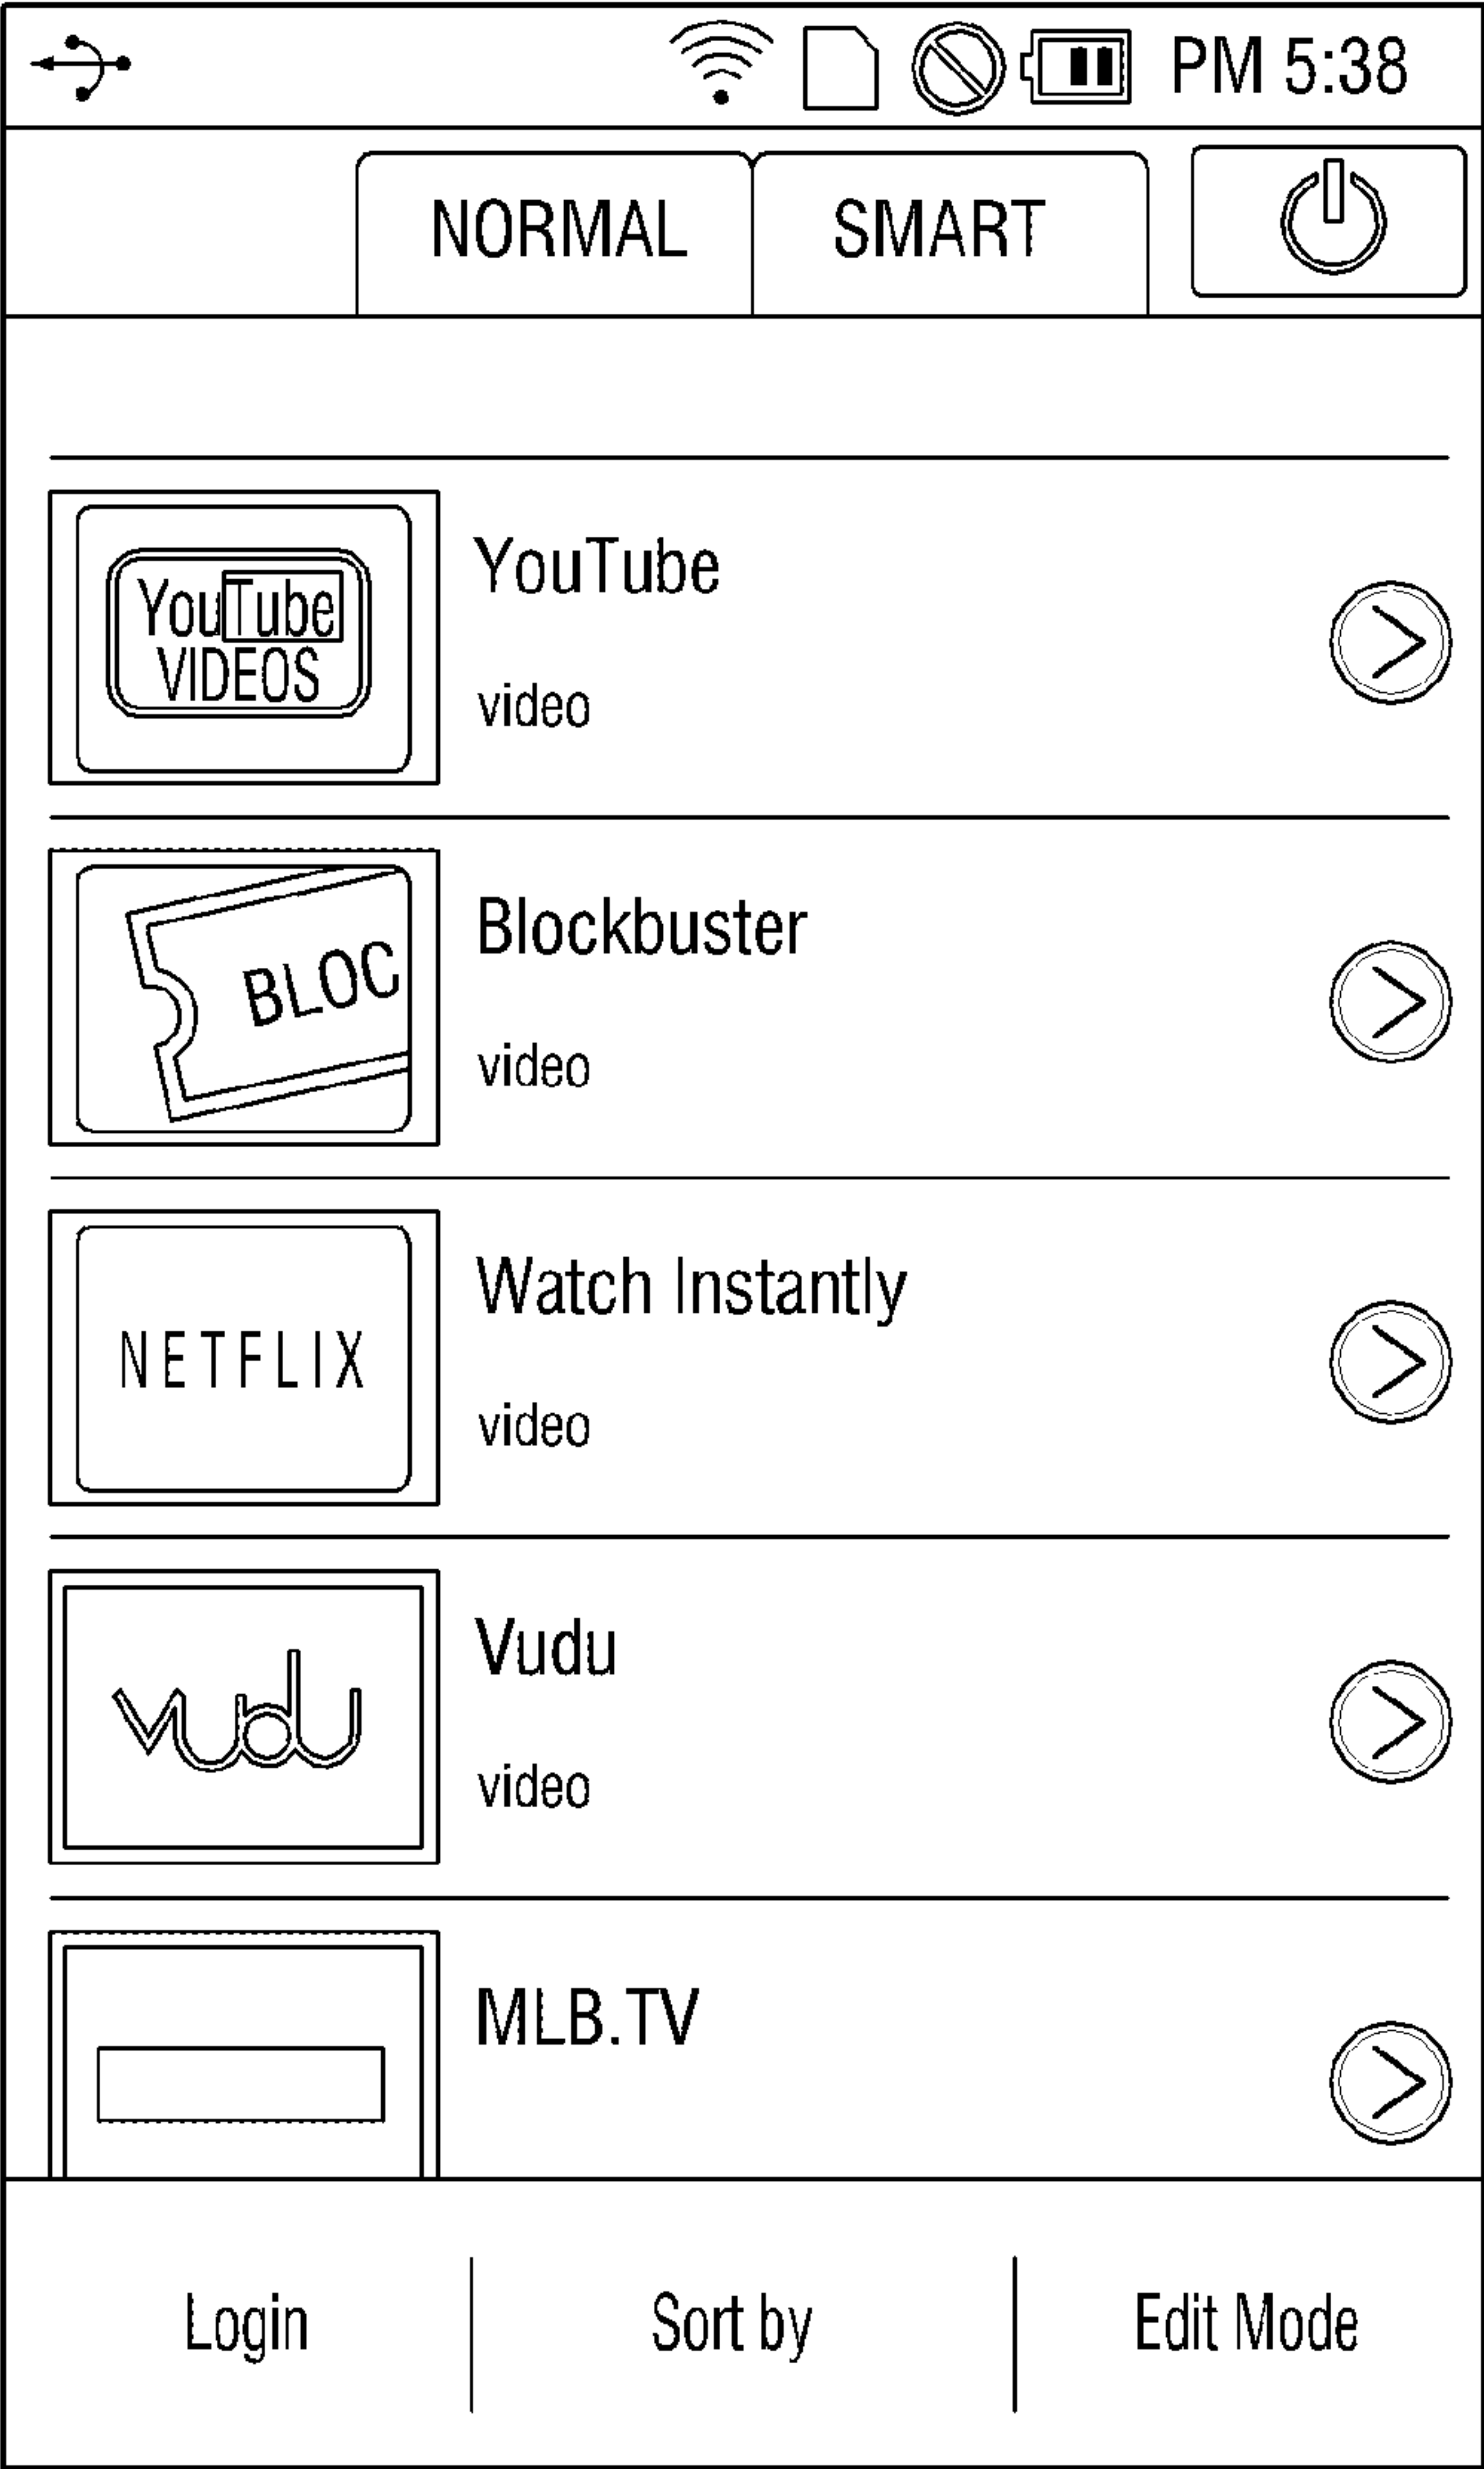 PM 5:38
NORMAL SMART
YouTube
VIDEOS
YouTube
video
BLOC
Blockbuster
video
NETFLIX
Watch Instantly
video
vudu
Vudu
video
MLB.TV
Login Sort by Edit Mode